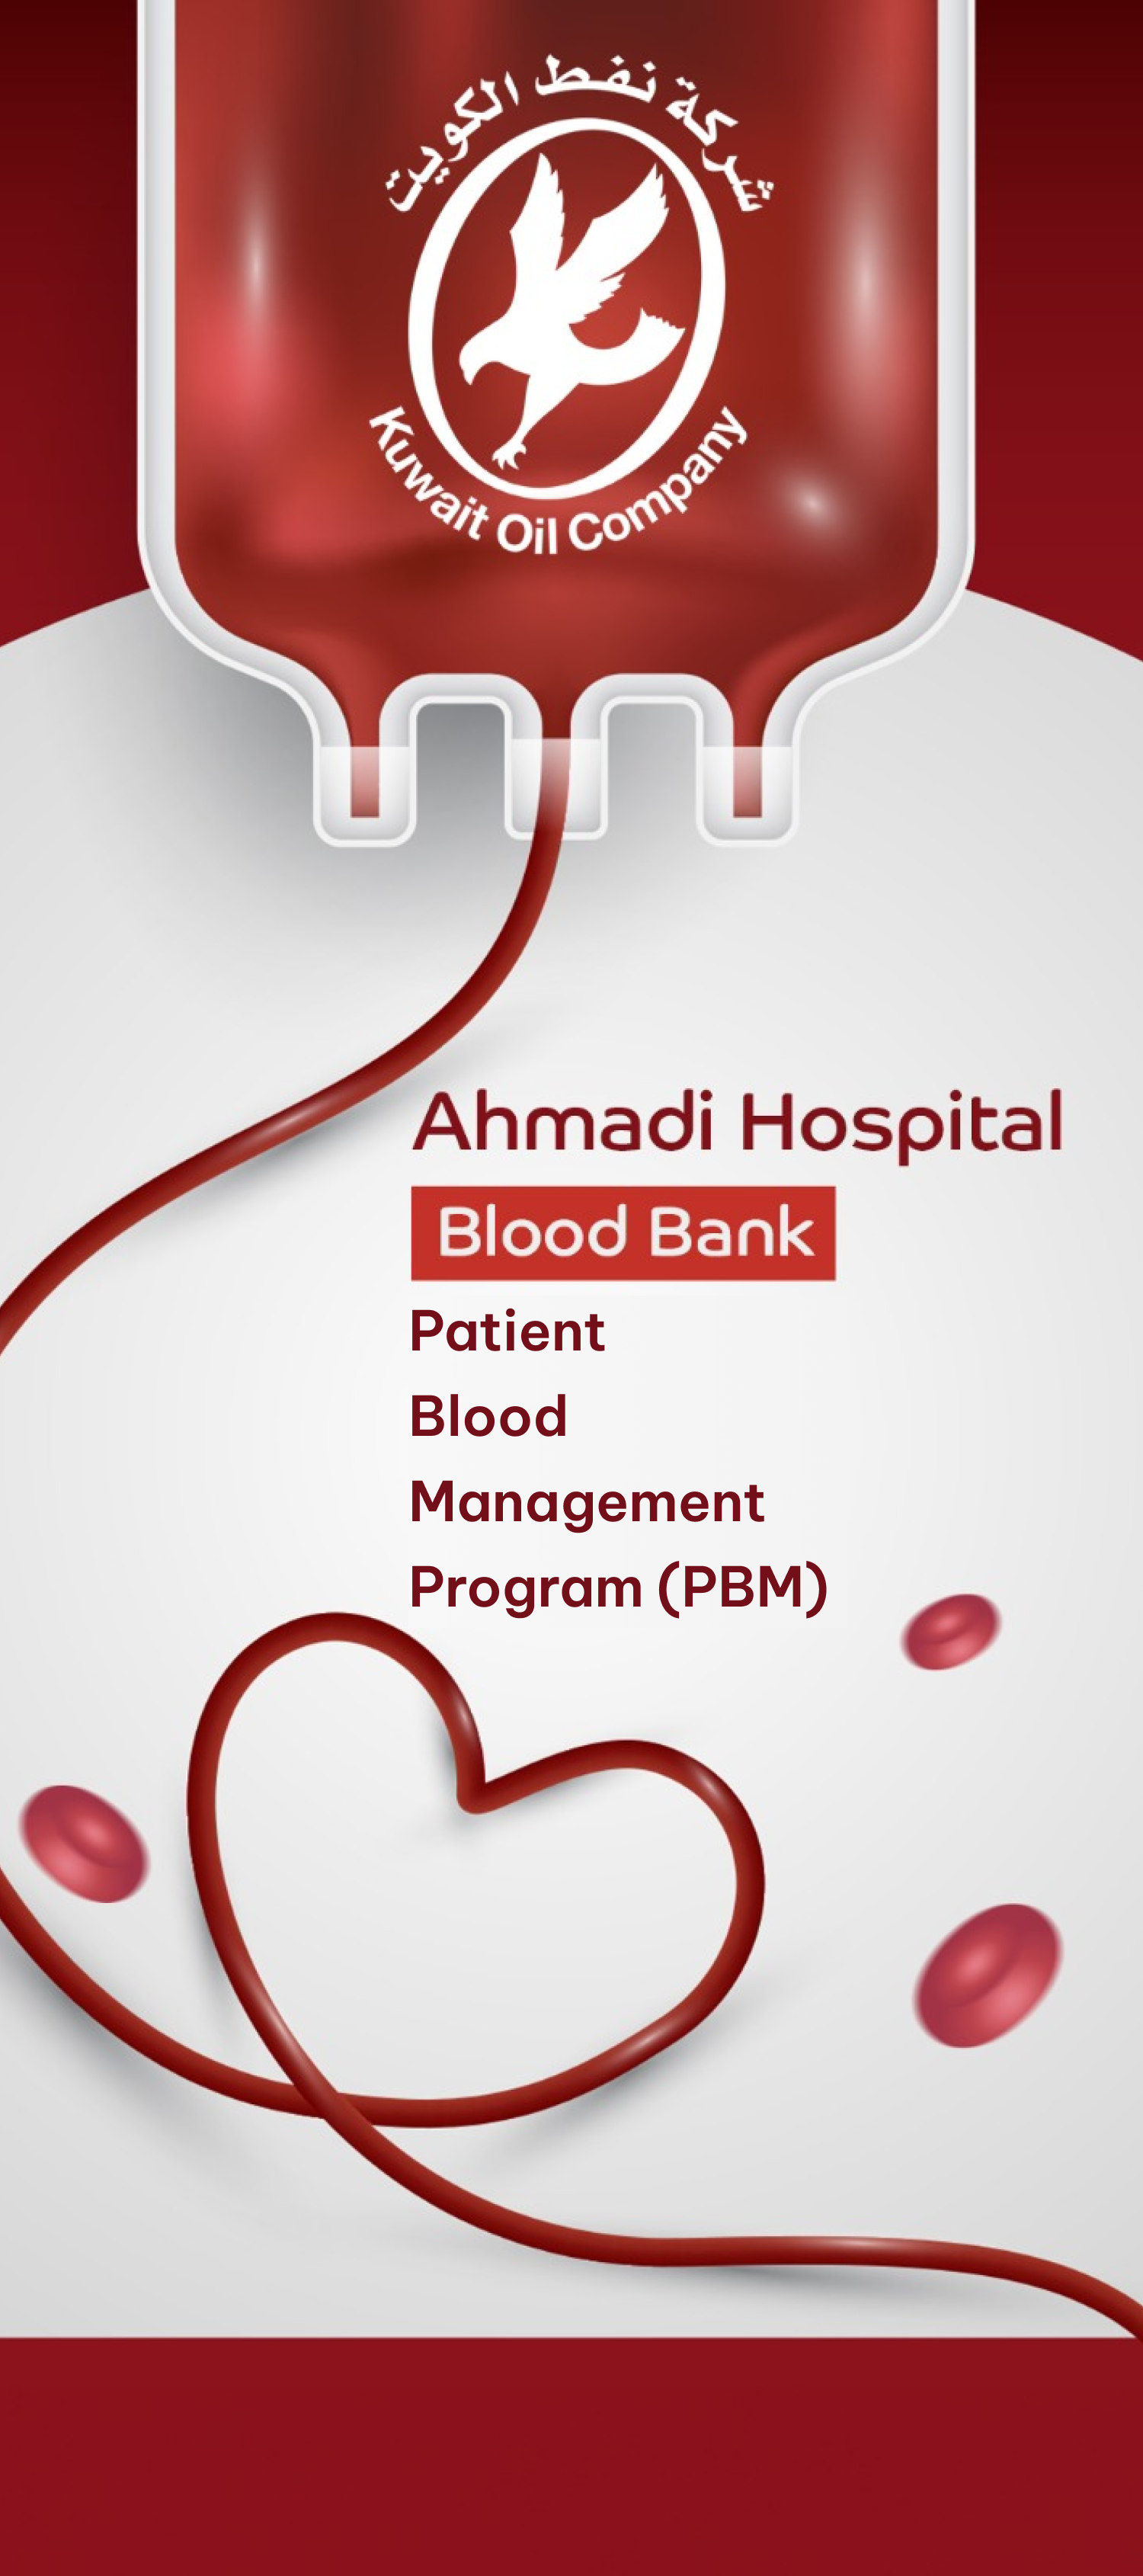 شركة نفط الكويت
Kuwait Oil Company
Ahmadi Hospital
Blood Bank
Patient
Blood
Management
Program (PBM)